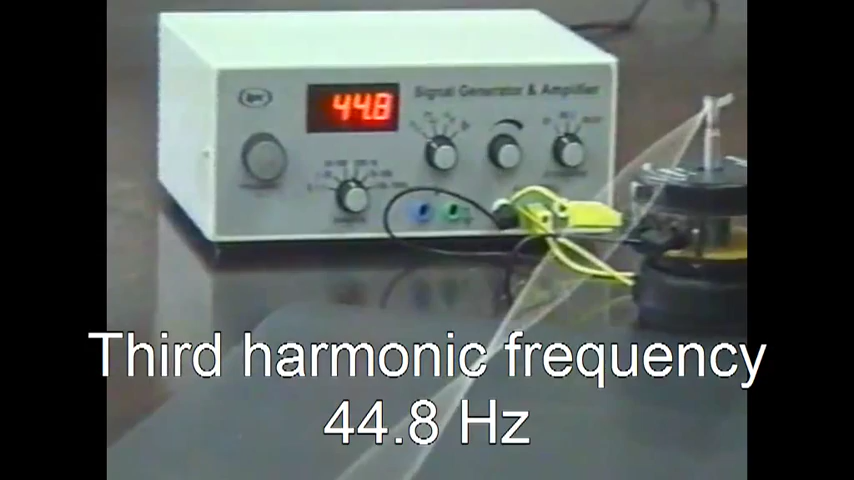 44.8
Signal Generator & Amplifier
Third harmonic frequency
44.8 Hz